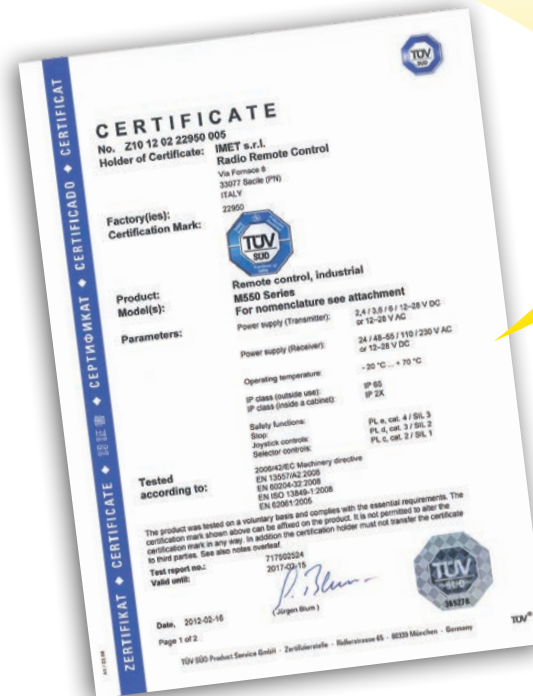 TÜV
SÜD
CERTIFICATE
No. Z10 12 02 22950 005
Holder of Certificate: IMET s.r.l.
Radio Remote Control
Via Fornace 8
33077 Sacile (PN)
ITALY
Factory(ies): 22950
Certification Mark:
TÜV
SÜD
Product: Remote control, industrial
Model(s): M550 Series
For nomenclature see attachment
Parameters: Power supply (Transmitter): 2,4 / 3,6 / 6 / 12–28 V DC
or 12–28 V AC
Power supply (Receiver): 24 / 48–55 / 110 / 230 V AC
or 12–28 V DC
Operating temperature: - 20 °C ... + 70 °C
IP class (outside use): IP 65
IP class (inside a cabinet): IP 2X
Safety functions:
Stop: PL e, cat. 4 / SIL 3
Joystick controls: PL d, cat. 3 / SIL 2
Selector controls: PL c, cat. 2 / SIL 1
Tested
according to:
2006/42/EC Machinery directive
EN 13557/A2:2008
EN 60204-32:2008
EN ISO 13849-1:2008
EN 62061:2005
The product was tested on a voluntary basis and complies with the essential requirements. The
certification mark shown above can be affixed on the product. It is not permitted to alter the
certification mark in any way. In addition the certification holder must not transfer the certificate
to third parties. See also notes overleaf.
Test report no.: 717502524
Valid until: 2017-02-15
Date, 2012-02-16
( Jürgen Blum )
Page 1 of 2
TÜV
SÜD
TÜV SÜD Product Service GmbH · Zertifizierstelle · Ridlerstrasse 65 · 80339 München · Germany
TÜV®
ZERTIFIKAT ◆ CERTIFICATE ◆ 認証書 ◆ СЕРТИФИКАТ ◆ CERTIFICADO ◆ CERTIFICAT